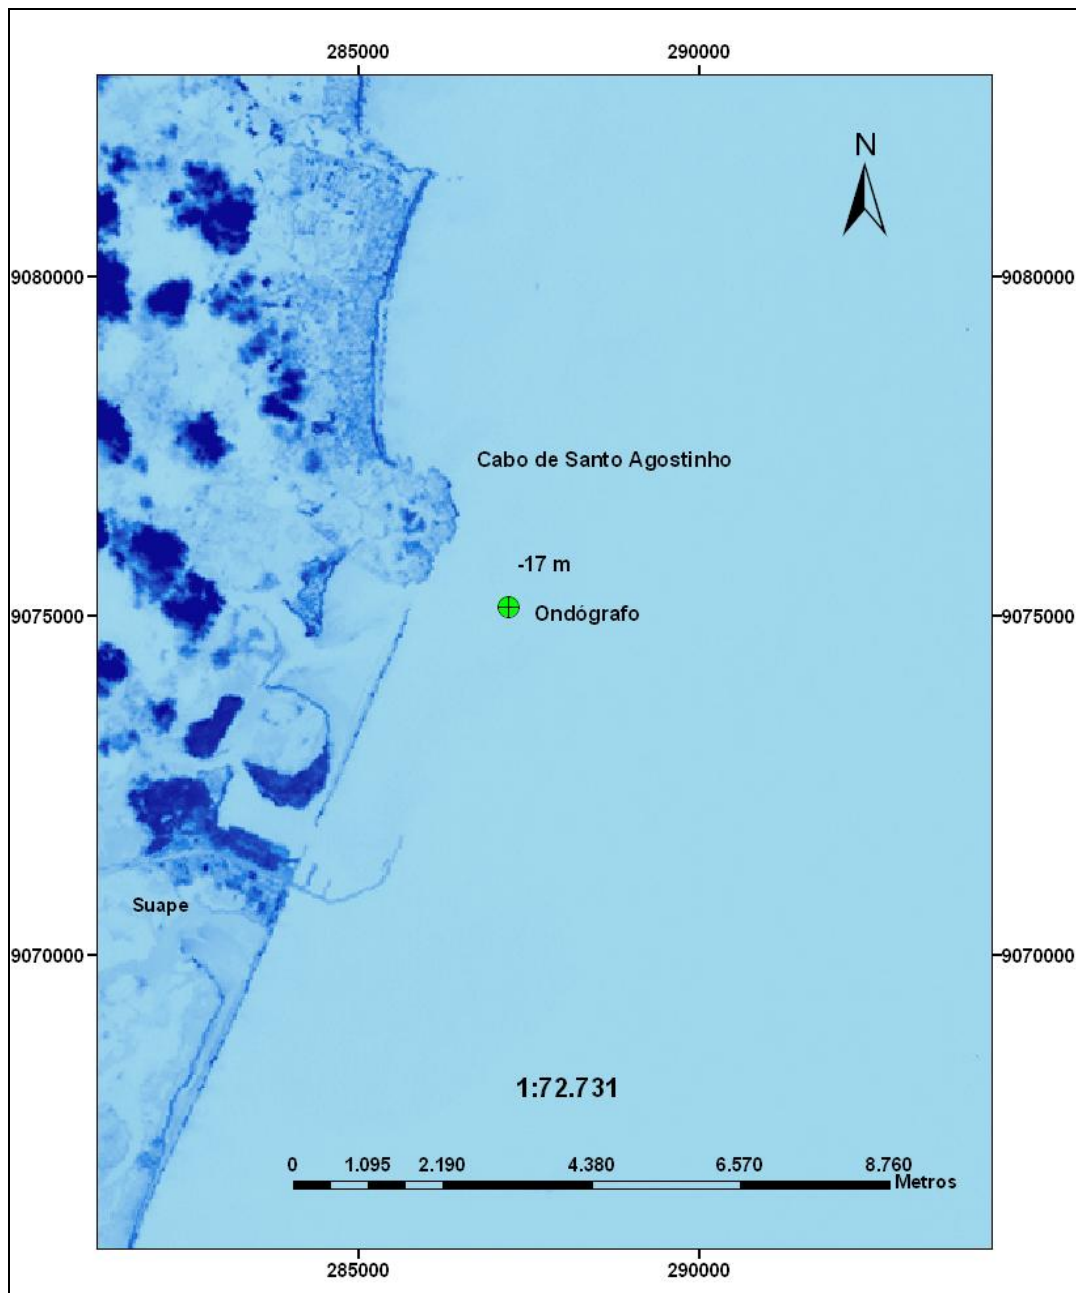 285000 290000
N
9080000 9080000
Cabo de Santo Agostinho
-17 m
Ondógrafo
9075000 9075000
Suape
9070000 9070000
1:72.731
0 1.095 2.190 4.380 6.570 8.760
Metros
285000 290000